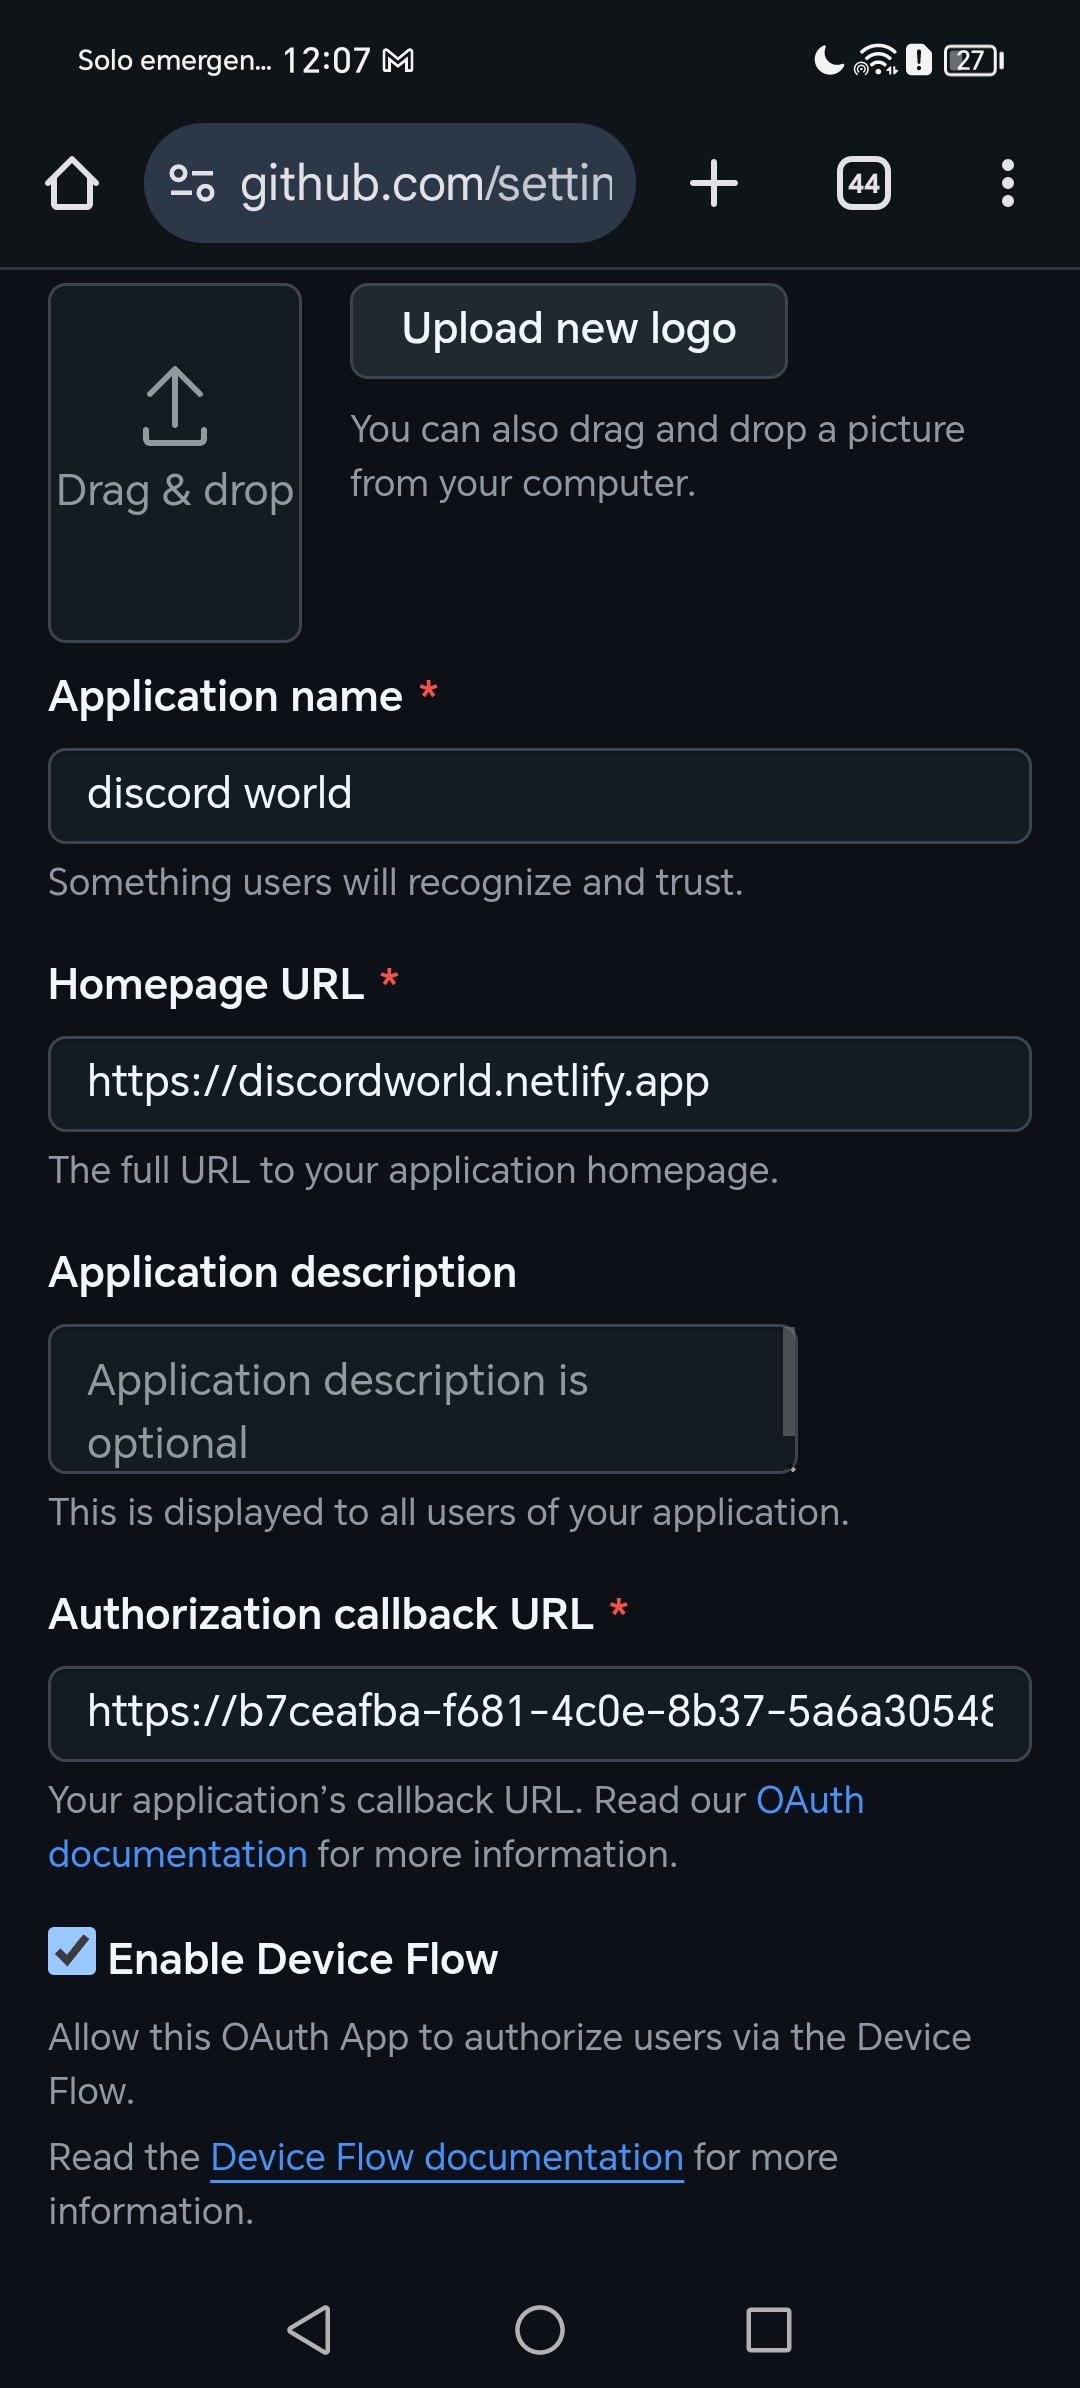 Solo emergen... 12:07
27
github.com/settin
44
Upload new logo
You can also drag and drop a picture
from your computer.
Drag & drop
Application name *
discord world
Something users will recognize and trust.
Homepage URL *
https://discordworld.netlify.app
The full URL to your application homepage.
Application description
Application description is
optional
This is displayed to all users of your application.
Authorization callback URL *
https://b7ceafba-f681-4c0e-8b37-5a6a30548
Your application’s callback URL. Read our OAuth
documentation for more information.
Enable Device Flow
Allow this OAuth App to authorize users via the Device
Flow.
Read the Device Flow documentation for more
information.